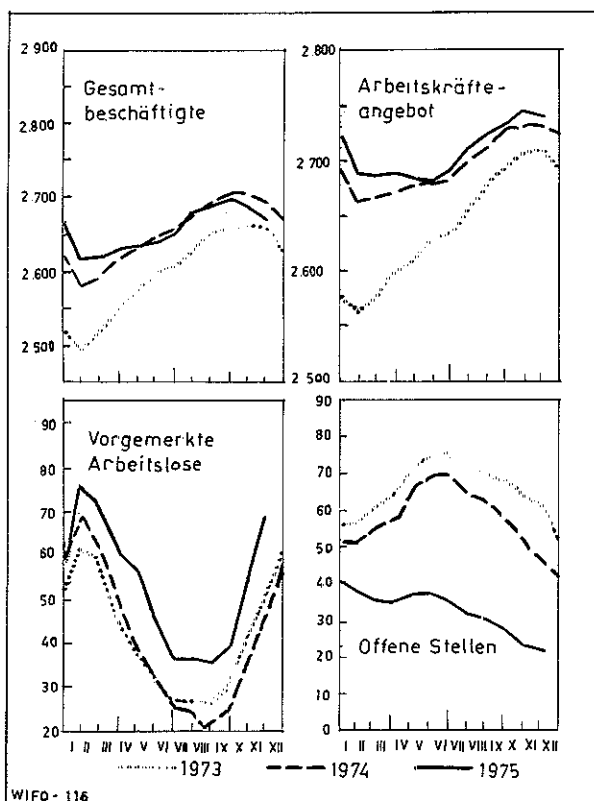 2 900
2.800
2.700
2.600
2 500
Gesamt-
beschäftigte
2.800
2 700
2 600
2 500
Arbeitskräfte-
angebot
90
80
70
60
50
40
30
20
Vorgemerkte
Arbeitslose
90
80
70
60
50
40
30
20
10
0
Offene Stellen
I II III IV V VI VII VIII IX X XI XII
I II III IV V VI VII VIII IX X XI XII
1973 1974 1975
WIFO - 116